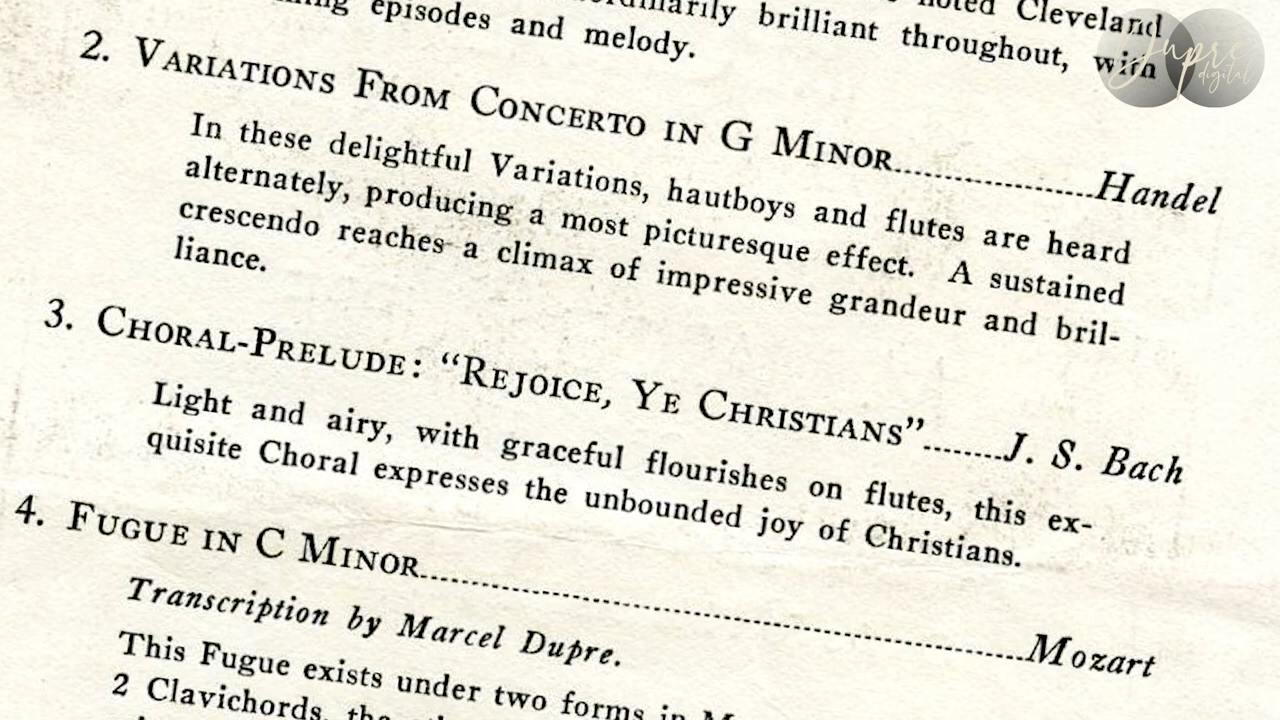 noted Cleveland
brilliant throughout, with
episodes and melody.
2. VARIATIONS FROM CONCERTO IN G MINOR........................Handel
In these delightful Variations, hautboys and flutes are heard
alternately, producing a most picturesque effect. A sustained
crescendo reaches a climax of impressive grandeur and bril-
liance.
3. CHORAL-PRELUDE: "REJOICE, YE CHRISTIANS"........J. S. Bach
Light and airy, with graceful flourishes on flutes, this ex-
quisite Choral expresses the unbounded joy of Christians.
4. FUGUE IN C MINOR........................................................Mozart
Transcription by Marcel Dupre.
This Fugue exists under two forms in
2 Clavichords, the
Jupre
digital